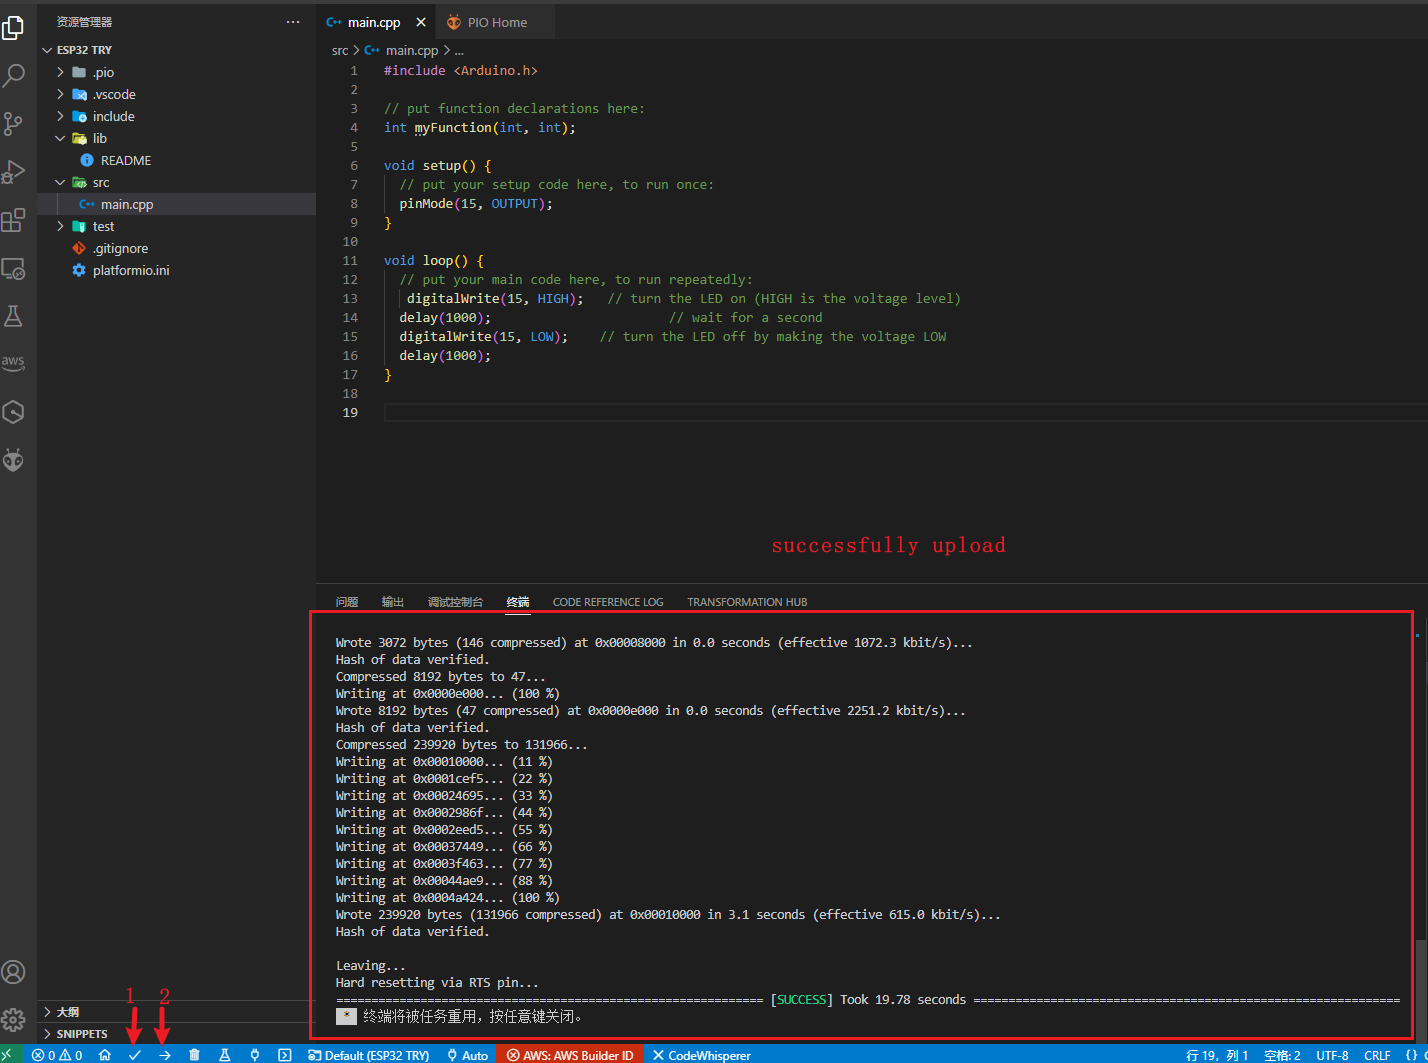 资源管理器
main.cpp
PIO Home
ESP32 TRY
src > main.cpp > ...
.pio
.vscode
include
lib
README
src
main.cpp
test
.gitignore
platformio.ini
1 #include <Arduino.h>
2
3 // put function declarations here:
4 int myFunction(int, int);
5
6 void setup() {
7 // put your setup code here, to run once:
8 pinMode(15, OUTPUT);
9 }
10
11 void loop() {
12 // put your main code here, to run repeatedly:
13 digitalWrite(15, HIGH); // turn the LED on (HIGH is the voltage level)
14 delay(1000); // wait for a second
15 digitalWrite(15, LOW); // turn the LED off by making the voltage LOW
16 delay(1000);
17 }
18
19
successfully upload
问题 输出 调试控制台 终端 CODE REFERENCE LOG TRANSFORMATION HUB
Wrote 3072 bytes (146 compressed) at 0x00008000 in 0.0 seconds (effective 1072.3 kbit/s)...
Hash of data verified.
Compressed 8192 bytes to 47...
Writing at 0x0000e000... (100 %)
Wrote 8192 bytes (47 compressed) at 0x0000e000 in 0.0 seconds (effective 2251.2 kbit/s)...
Hash of data verified.
Compressed 239920 bytes to 131966...
Writing at 0x00010000... (11 %)
Writing at 0x0001cef5... (22 %)
Writing at 0x00024695... (33 %)
Writing at 0x0002986f... (44 %)
Writing at 0x0002eed5... (55 %)
Writing at 0x00037449... (66 %)
Writing at 0x0003f463... (77 %)
Writing at 0x00044ae9... (88 %)
Writing at 0x0004a424... (100 %)
Wrote 239920 bytes (131966 compressed) at 0x00010000 in 3.1 seconds (effective 615.0 kbit/s)...
Hash of data verified.
Leaving...
Hard resetting via RTS pin...
============================================================= [SUCCESS] Took 19.78 seconds =============================================================
* 终端将被任务重用，按任意键关闭。
aws
1 2
大纲
SNIPPETS
0 0 Default (ESP32 TRY) Auto AWS: AWS Builder ID CodeWhisperer 行 19，列 1 空格: 2 UTF-8 CRLF {}